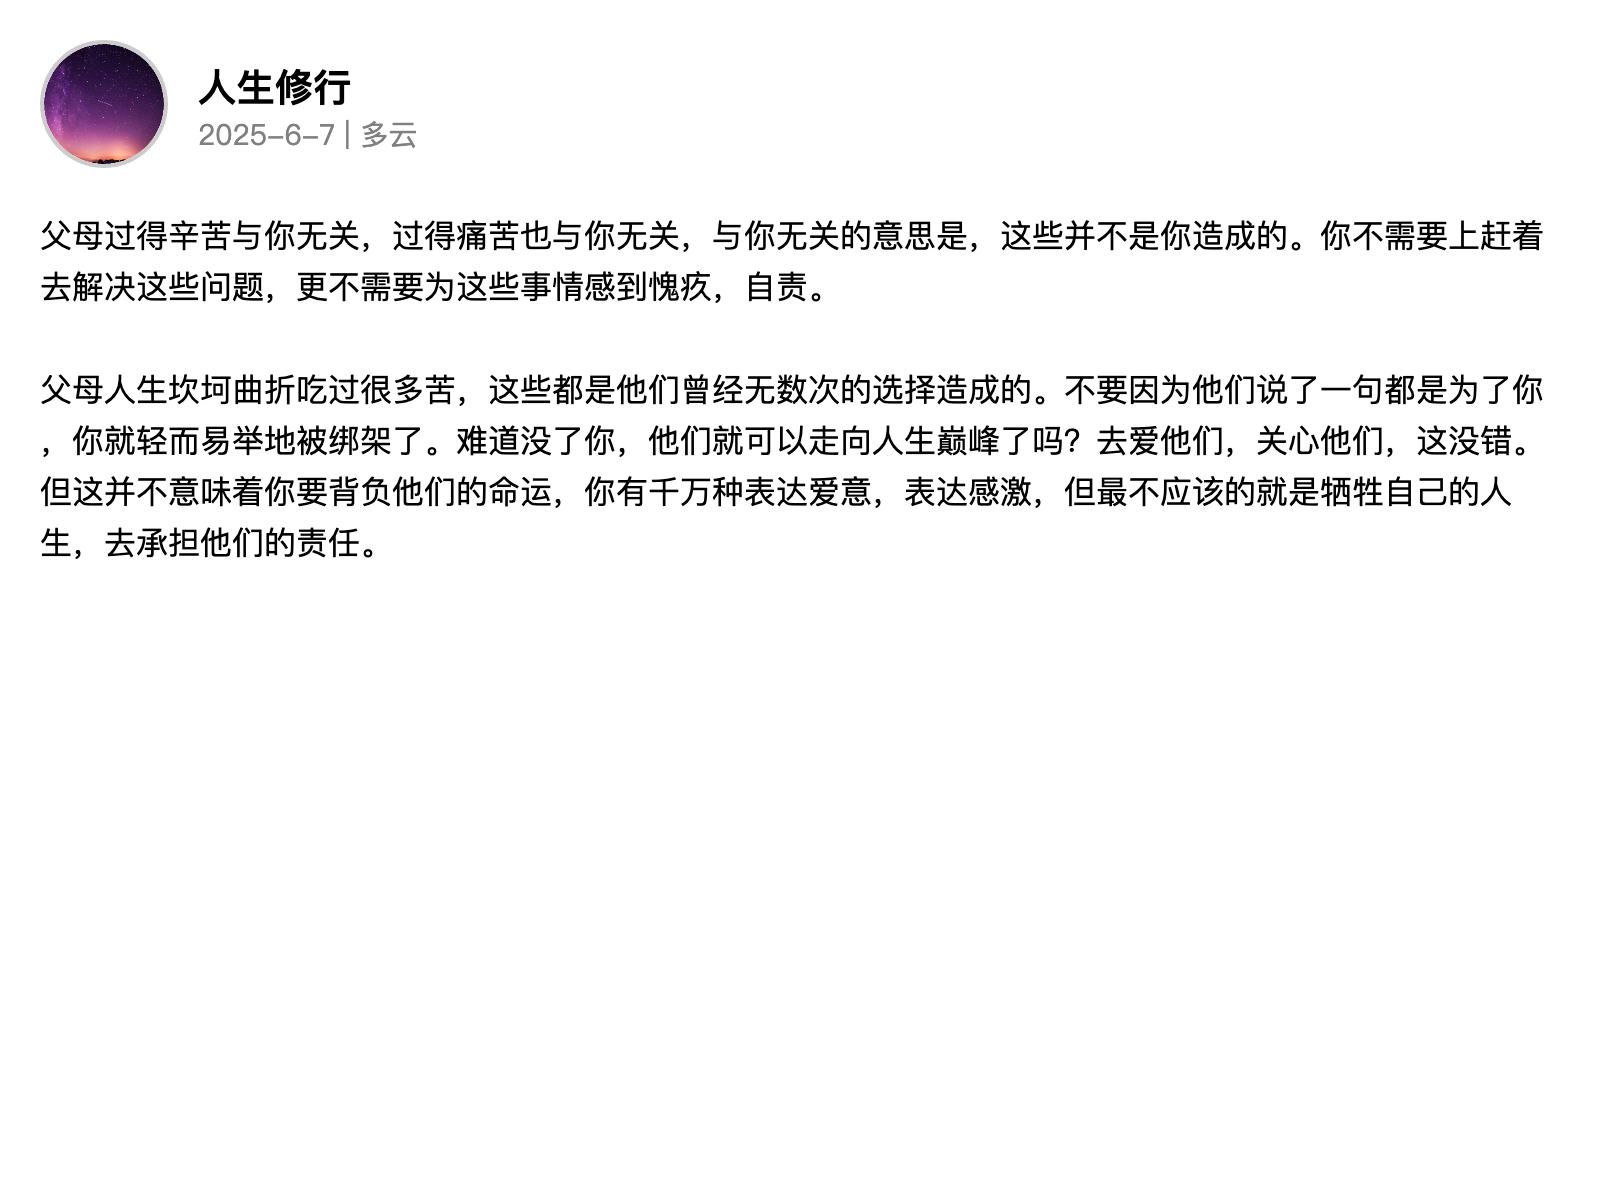 人生修行
2025-6-7 | 多云
父母过得辛苦与你无关，过得痛苦也与你无关，与你无关的意思是，这些并不是你造成的。你不需要上赶着
去解决这些问题，更不需要为这些事情感到愧疚，自责。
父母人生坎坷曲折吃过很多苦，这些都是他们曾经无数次的选择造成的。不要因为他们说了一句都是为了你
，你就轻而易举地被绑架了。难道没了你，他们就可以走向人生巅峰了吗？去爱他们，关心他们，这没错。
但这并不意味着你要背负他们的命运，你有千万种表达爱意，表达感激，但最不应该的就是牺牲自己的人
生，去承担他们的责任。